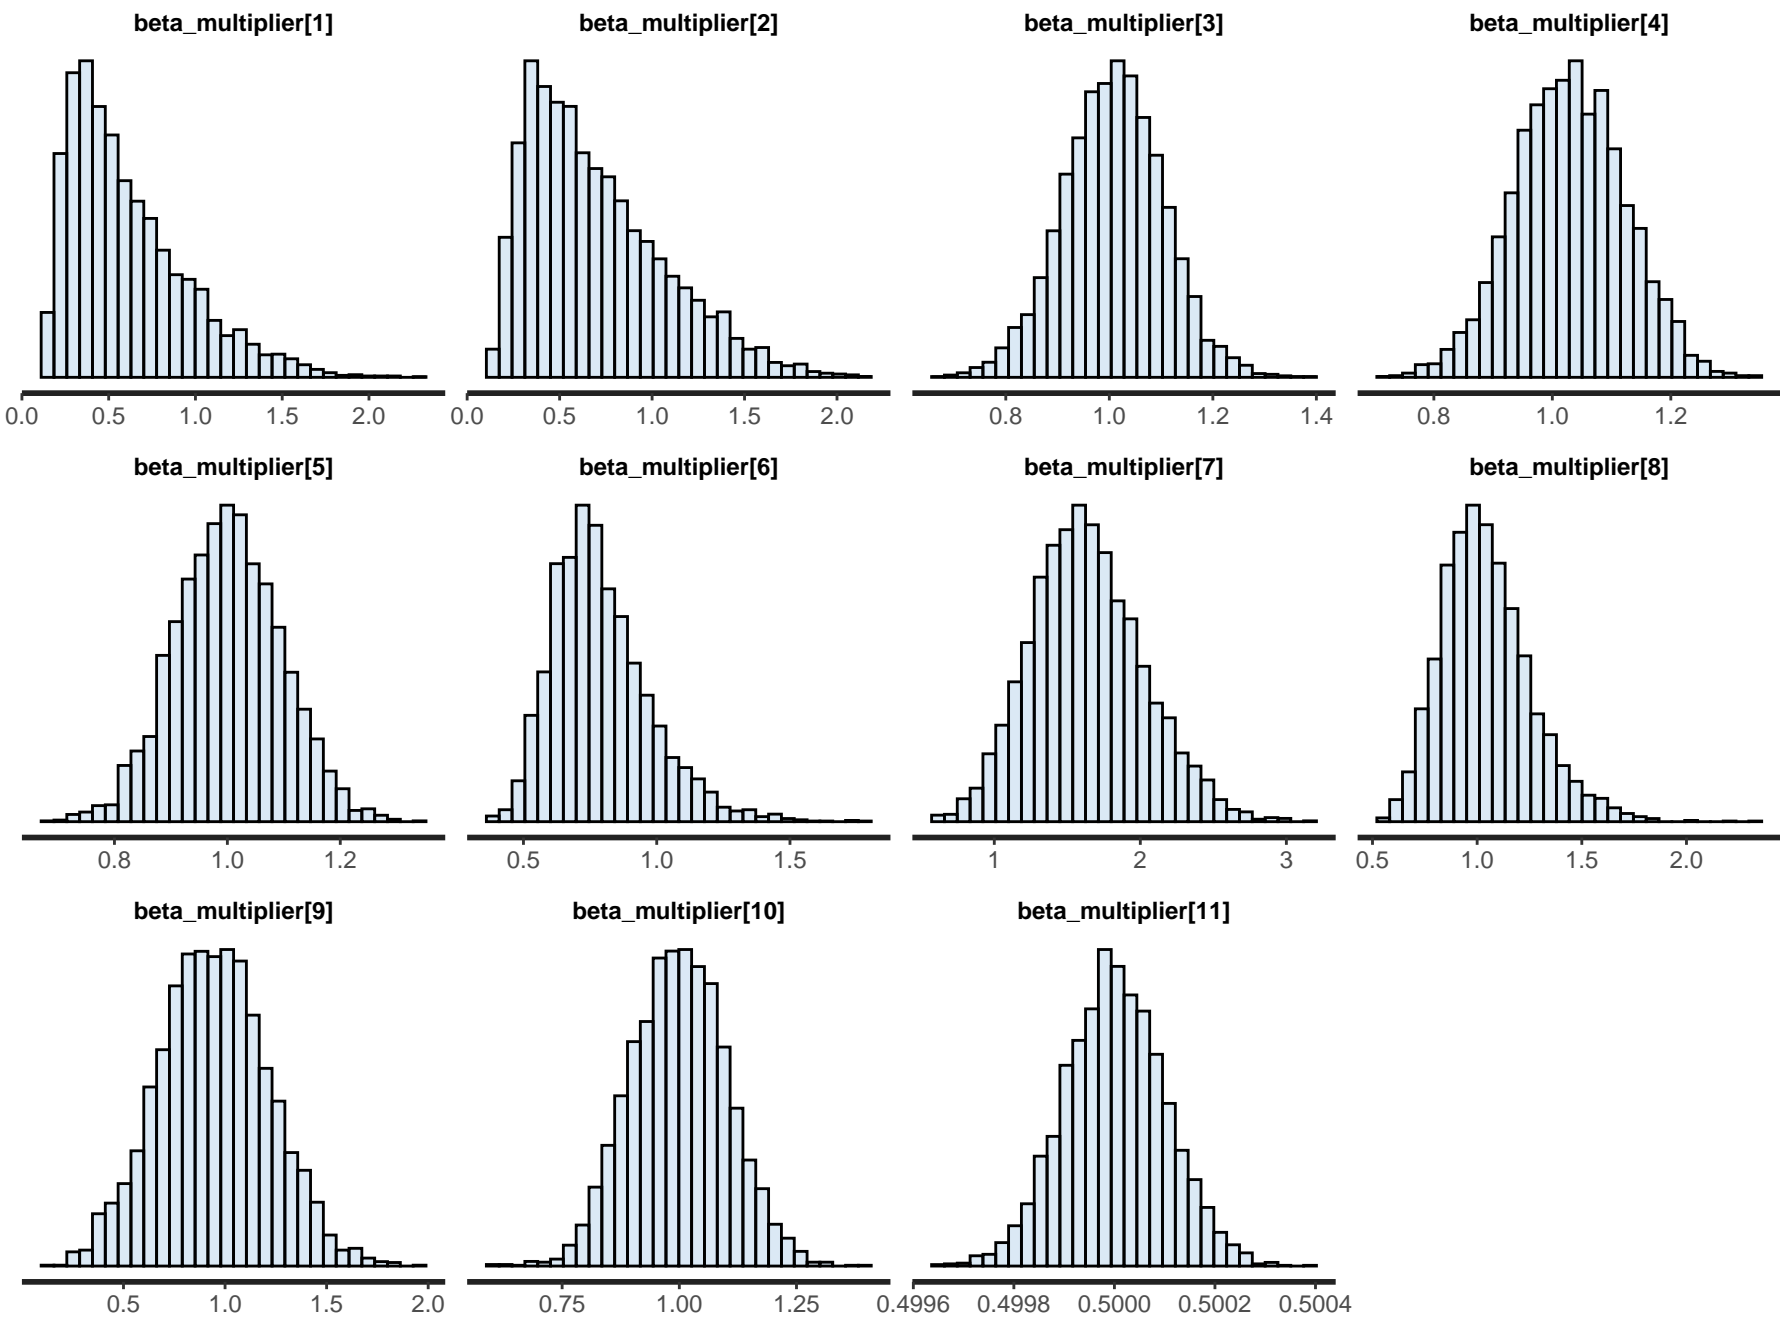 beta_multiplier[1] beta_multiplier[2] beta_multiplier[3] beta_multiplier[4]
0.0 0.5 1.0 1.5 2.0 0.0 0.5 1.0 1.5 2.0 0.8 1.0 1.2 1.4 0.8 1.0 1.2
beta_multiplier[5] beta_multiplier[6] beta_multiplier[7] beta_multiplier[8]
0.8 1.0 1.2 0.5 1.0 1.5 1 2 3 0.5 1.0 1.5 2.0
beta_multiplier[9] beta_multiplier[10] beta_multiplier[11]
0.5 1.0 1.5 2.0 0.75 1.00 1.25 0.4996 0.4998 0.5000 0.5002 0.5004